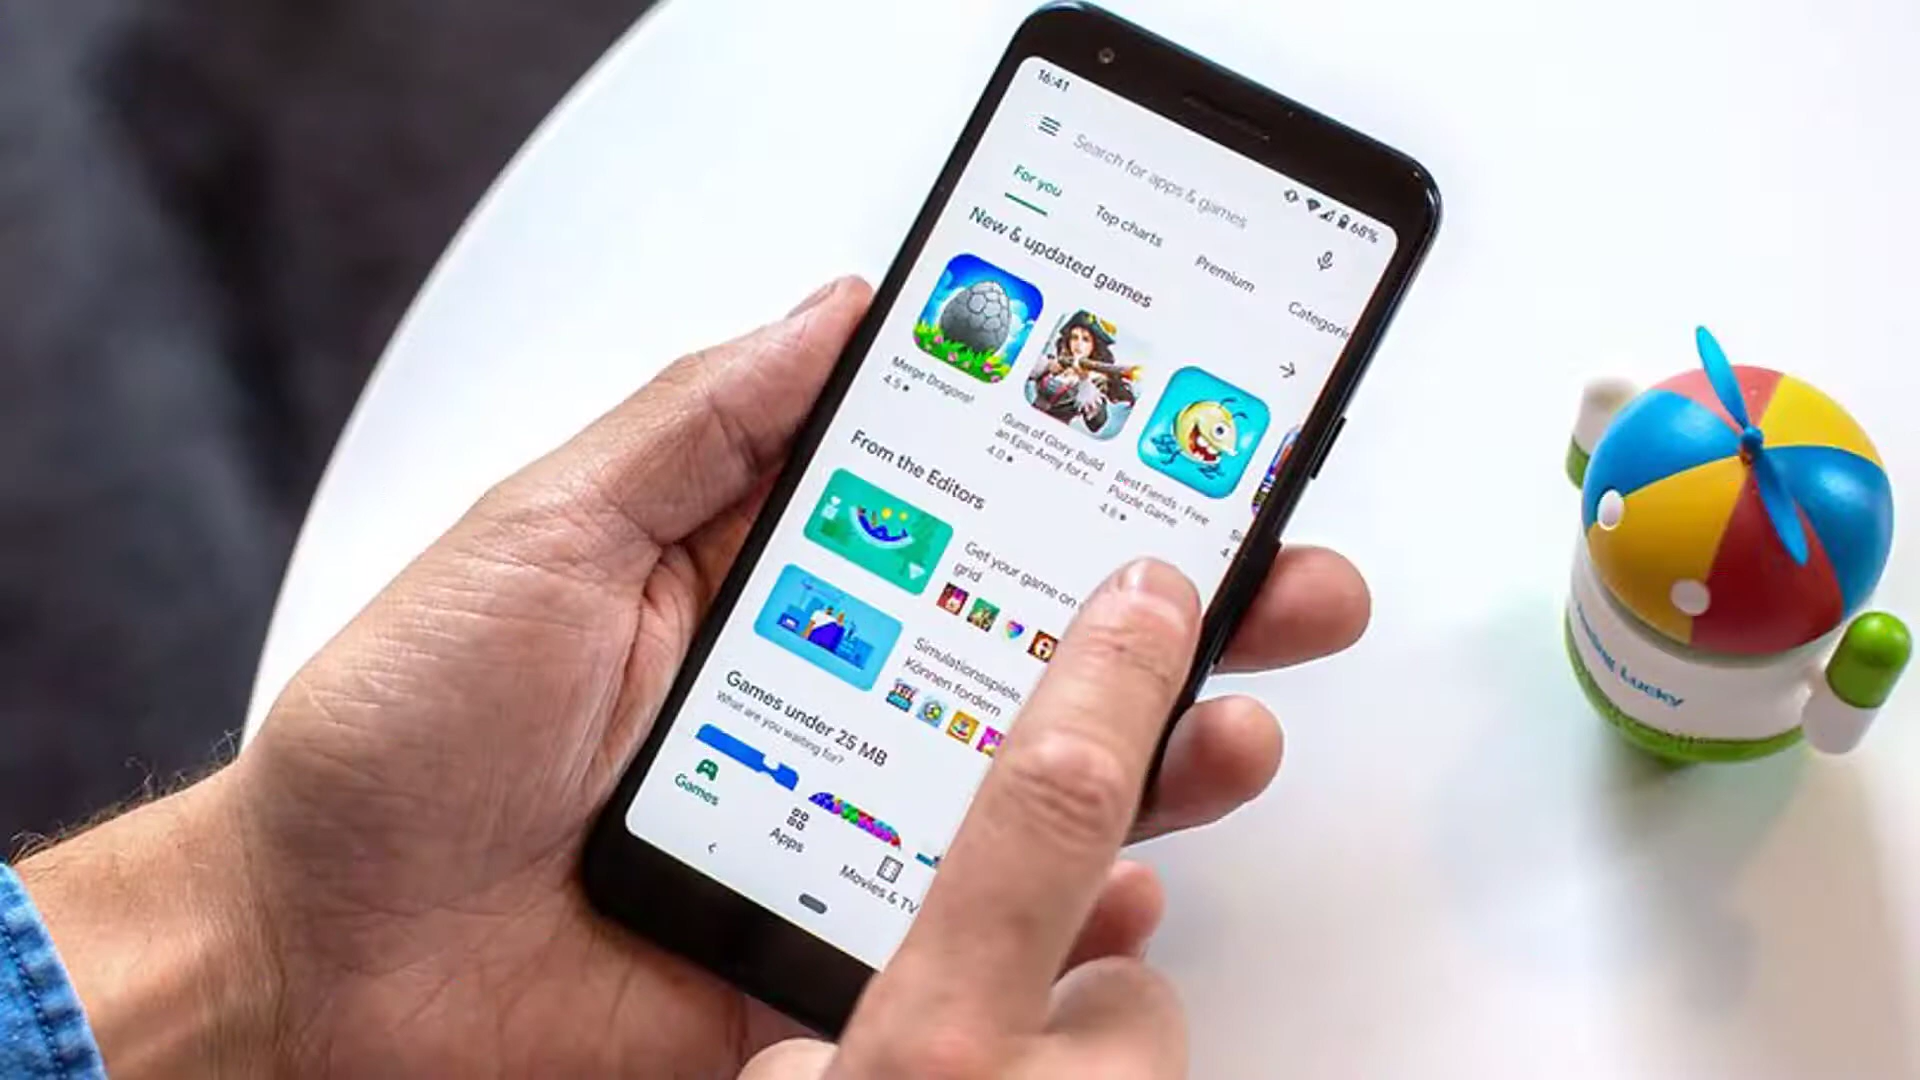 16:41
68%
Search for apps & games
For you
Top charts
Premium
Categori
New & updated games
Merge Dragons!
4.5
Guns of Glory: Build
an Epic Army for t...
4.0
Best Fiends - Free
Puzzle Game
4.6
4.
From the Editors
Get your game on
grid
Simulationsspiele,
Können fordern
Games under 25 MB
What are you waiting for?
Games
Apps
Movies & TV
Lucky